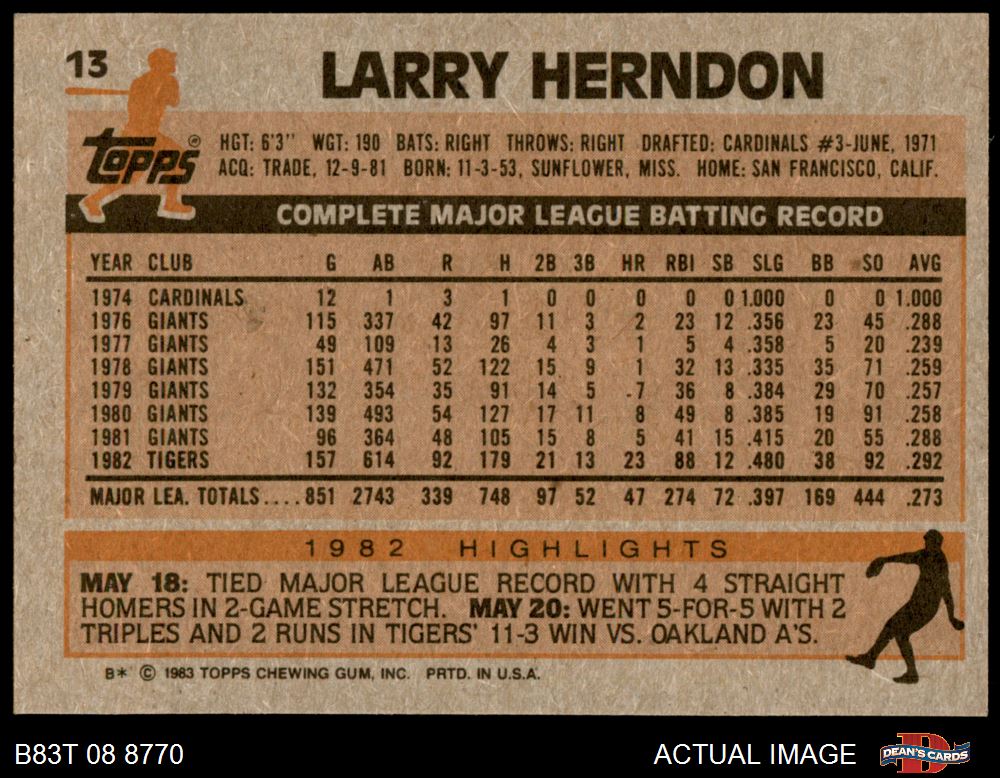 13
LARRY HERNDON
topps®
HGT: 6'3" WGT: 190 BATS: RIGHT THROWS: RIGHT DRAFTED: CARDINALS #3-JUNE, 1971
ACQ: TRADE, 12-9-81 BORN: 11-3-53, SUNFLOWER, MISS. HOME: SAN FRANCISCO, CALIF.
COMPLETE MAJOR LEAGUE BATTING RECORD
YEAR CLUB G AB R H 2B 3B HR RBI SB SLG BB SO AVG
1974 CARDINALS 12 1 3 1 0 0 0 0 0 1.000 0 0 1.000
1976 GIANTS 115 337 42 97 11 3 2 23 12 .356 23 45 .288
1977 GIANTS 49 109 13 26 4 3 1 5 4 .358 5 20 .239
1978 GIANTS 151 471 52 122 15 9 1 32 13 .335 35 71 .259
1979 GIANTS 132 354 35 91 14 5 7 36 8 .384 29 70 .257
1980 GIANTS 139 493 54 127 17 11 8 49 8 .385 19 91 .258
1981 GIANTS 96 364 48 105 15 8 5 41 15 .415 20 55 .288
1982 TIGERS 157 614 92 179 21 13 23 88 12 .480 38 92 .292
MAJOR LEA. TOTALS....851 2743 339 748 97 52 47 274 72 .397 169 444 .273
1982 HIGHLIGHTS
MAY 18: TIED MAJOR LEAGUE RECORD WITH 4 STRAIGHT
HOMERS IN 2-GAME STRETCH. MAY 20: WENT 5-FOR-5 WITH 2
TRIPLES AND 2 RUNS IN TIGERS' 11-3 WIN VS. OAKLAND A'S.
B* © 1983 TOPPS CHEWING GUM, INC. PRTD. IN U.S.A.
B83T 08 8770
ACTUAL IMAGE
D
DEAN'S CARDS